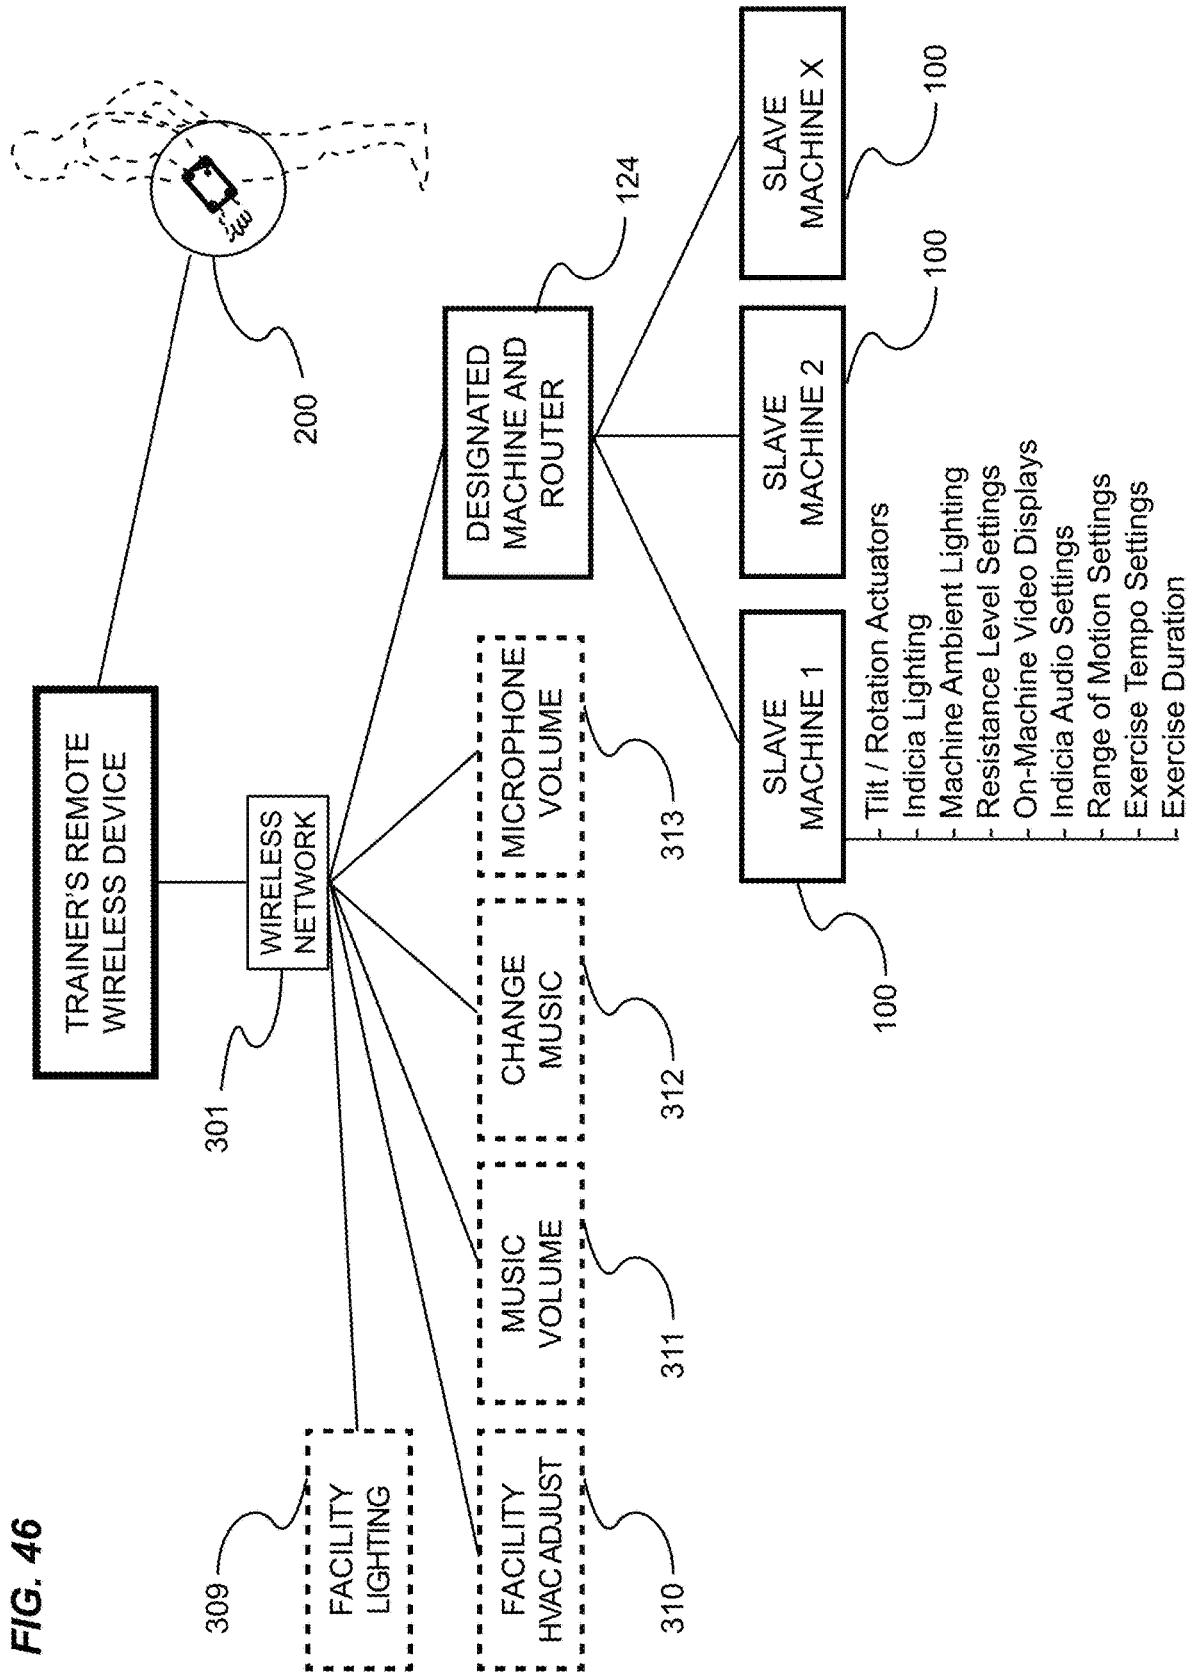 FIG. 46
TRAINER'S REMOTE
WIRELESS DEVICE
200
301
WIRELESS
NETWORK
309
FACILITY
LIGHTING
FACILITY
HVAC ADJUST
310
MUSIC
VOLUME
311
CHANGE
MUSIC
312
MICROPHONE
VOLUME
313
DESIGNATED
MACHINE AND
ROUTER
124
SLAVE
MACHINE 1
100
SLAVE
MACHINE 2
100
SLAVE
MACHINE X
100
Tilt / Rotation Actuators
Indicia Lighting
Machine Ambient Lighting
Resistance Level Settings
On-Machine Video Displays
Indicia Audio Settings
Range of Motion Settings
Exercise Tempo Settings
Exercise Duration